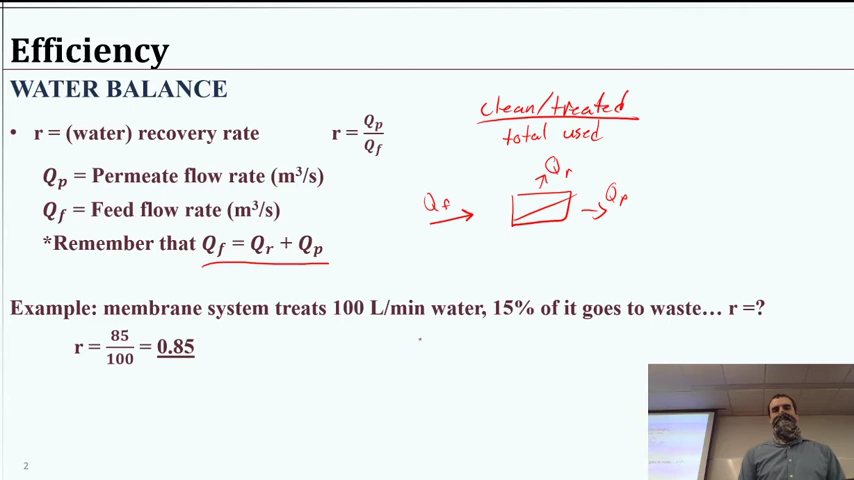 Efficiency
WATER BALANCE
• r = (water) recovery rate r = Qp/Qf
Qp = Permeate flow rate (m³/s)
Qf = Feed flow rate (m³/s)
*Remember that Qf = Qr + Qp
clean/treated
total used
Qr
Qf
Qp
Example: membrane system treats 100 L/min water, 15% of it goes to waste… r =?
r = 85/100 = 0.85
2